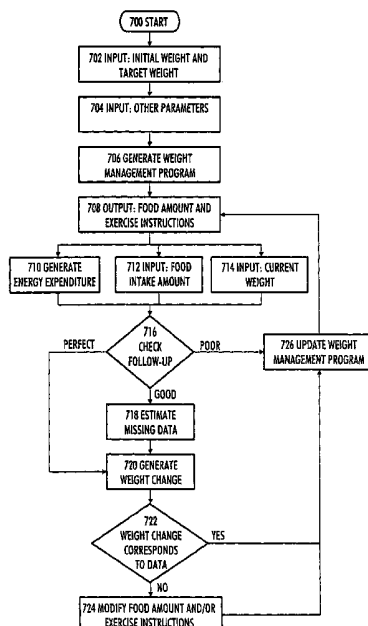 700 START
702 INPUT: INITIAL WEIGHT AND
TARGET WEIGHT
704 INPUT: OTHER PARAMETERS
706 GENERATE WEIGHT
MANAGEMENT PROGRAM
708 OUTPUT: FOOD AMOUNT AND
EXERCISE INSTRUCTIONS
710 GENERATE
ENERGY EXPENDITURE
712 INPUT: FOOD
INTAKE AMOUNT
714 INPUT: CURRENT
WEIGHT
716
CHECK
FOLLOW-UP
PERFECT
POOR
726 UPDATE WEIGHT
MANAGEMENT PROGRAM
GOOD
718 ESTIMATE
MISSING DATA
720 GENERATE
WEIGHT CHANGE
722
WEIGHT CHANGE
CORRESPONDS
TO DATA
YES
NO
724 MODIFY FOOD AMOUNT AND/OR
EXERCISE INSTRUCTIONS